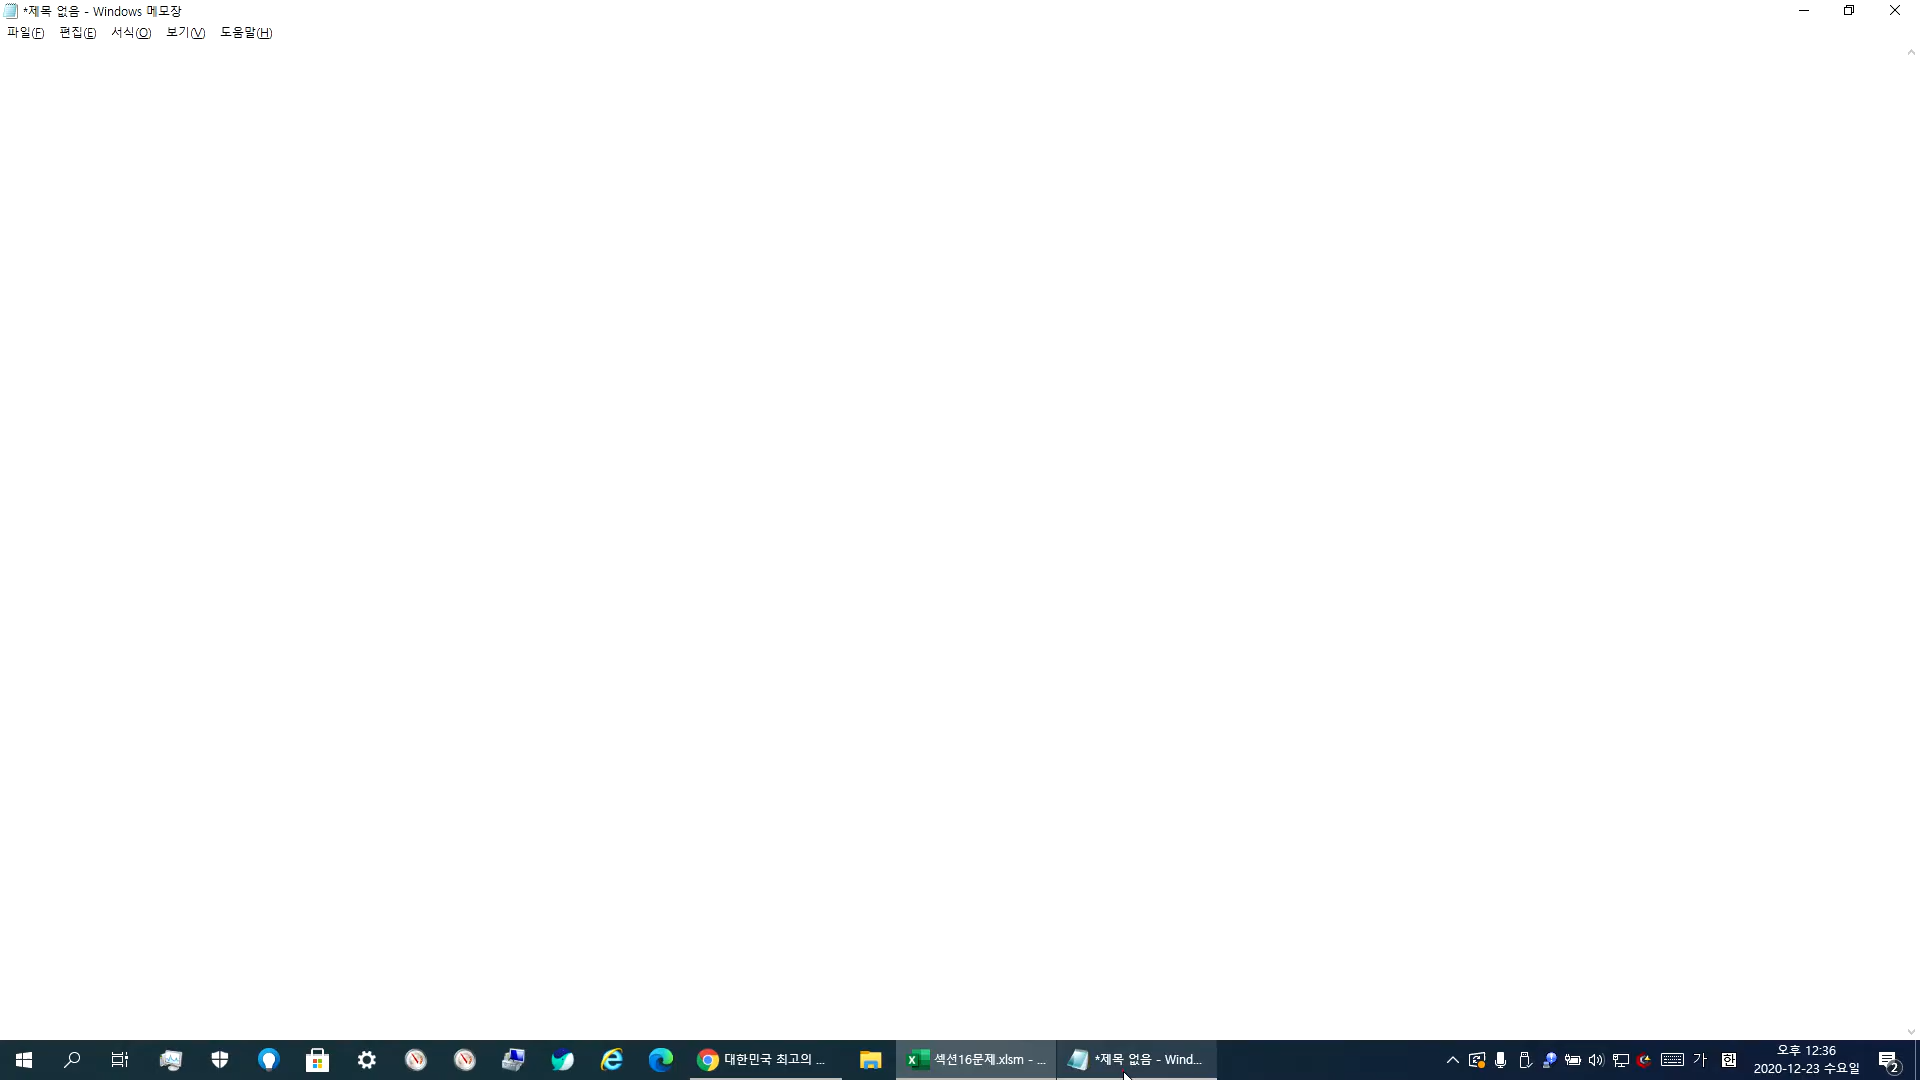 *제목 없음 - Windows 메모장
파일(F) 편집(E) 서식(O) 보기(V) 도움말(H)
대한민국 최고의 ... 섹션16문제.xlsm - ... *제목 없음 - Wind... 가 한 오후 12:36
2020-12-23 수요일 2